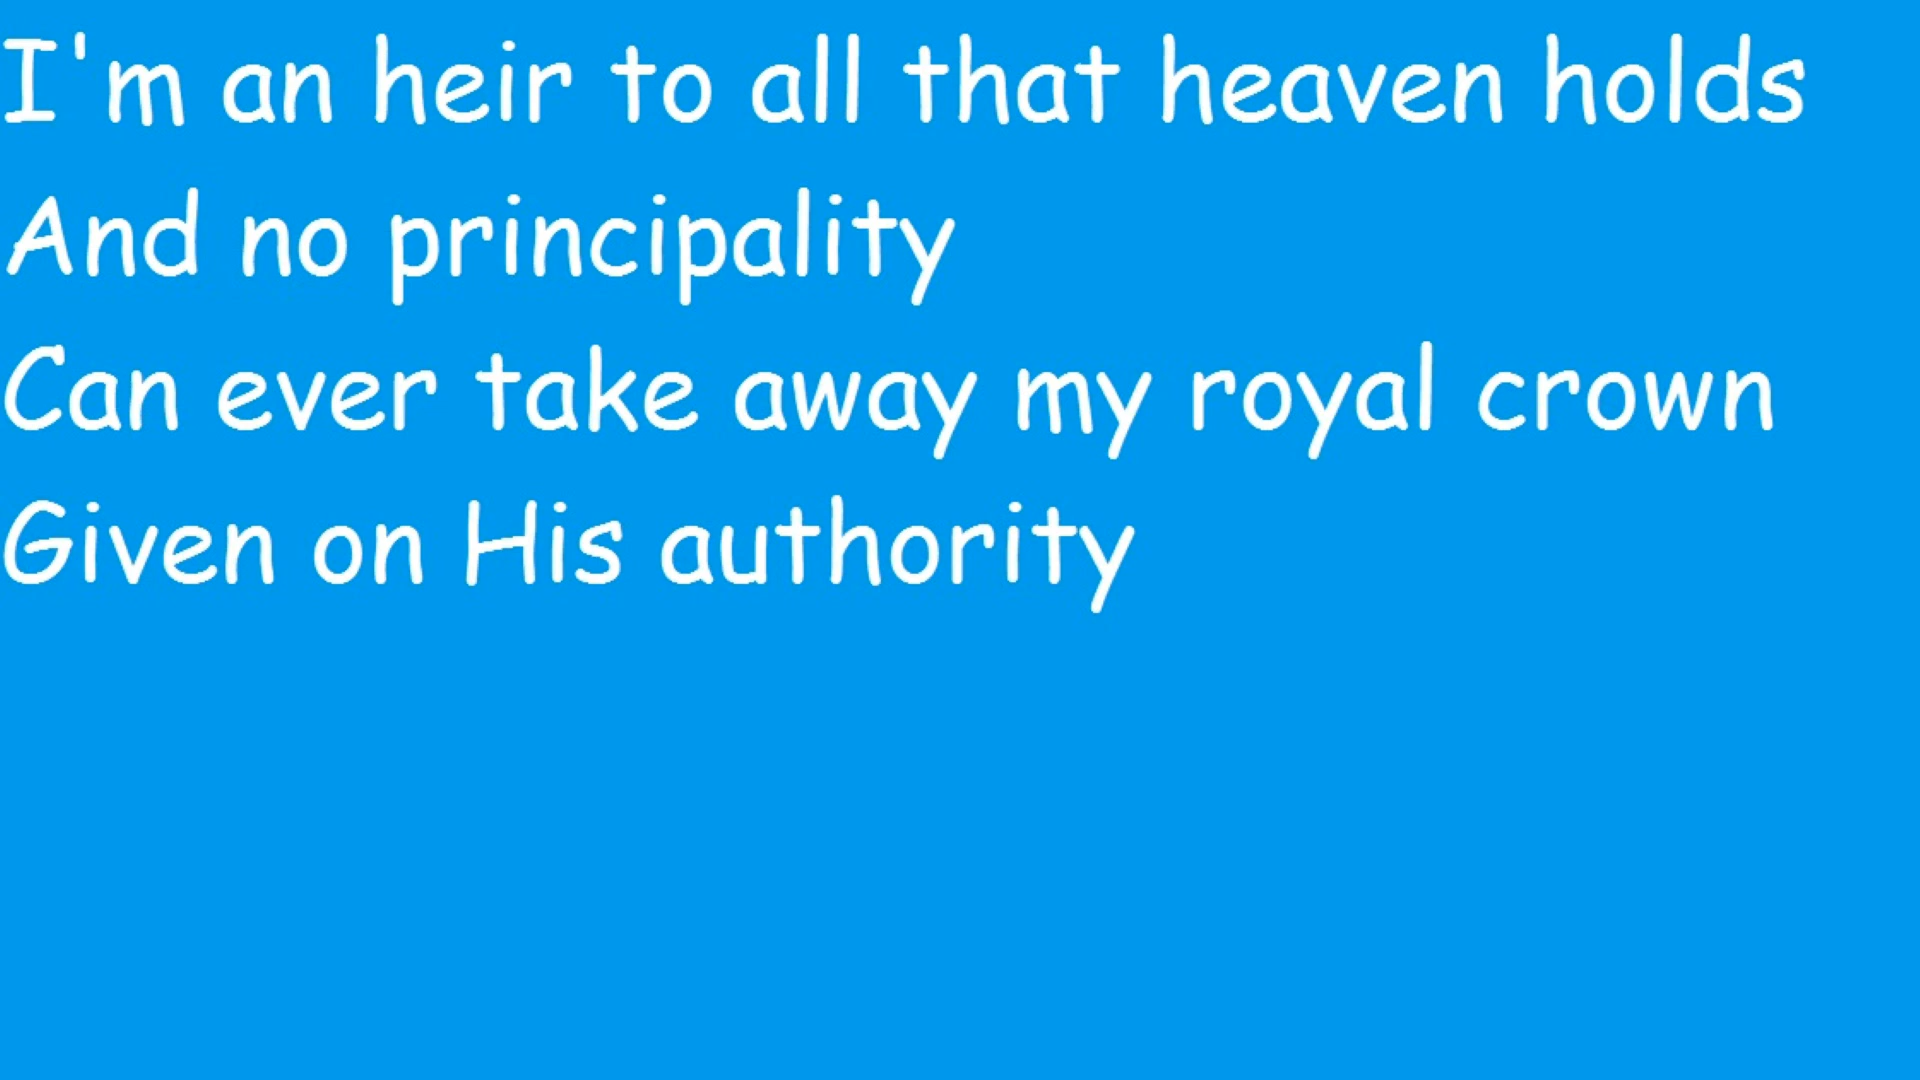 I'm an heir to all that heaven holds
And no principality
Can ever take away my royal crown
Given on His authority